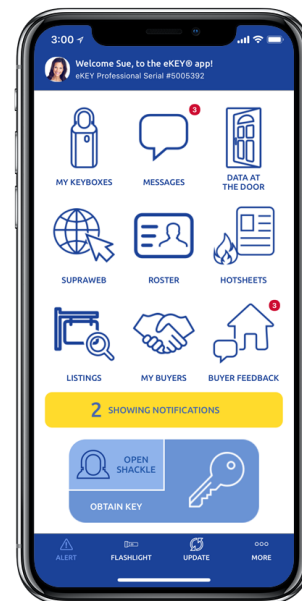 3:00
Welcome Sue, to the eKEY® app!
eKEY Professional Serial #5005392
MY KEYBOXES
3
MESSAGES
DATA AT
THE DOOR
SUPRAWEB
ROSTER
HOTSHEETS
LISTINGS
MY BUYERS
3
BUYER FEEDBACK
2 SHOWING NOTIFICATIONS
OPEN
SHACKLE
OBTAIN KEY
ALERT
FLASHLIGHT
UPDATE
MORE